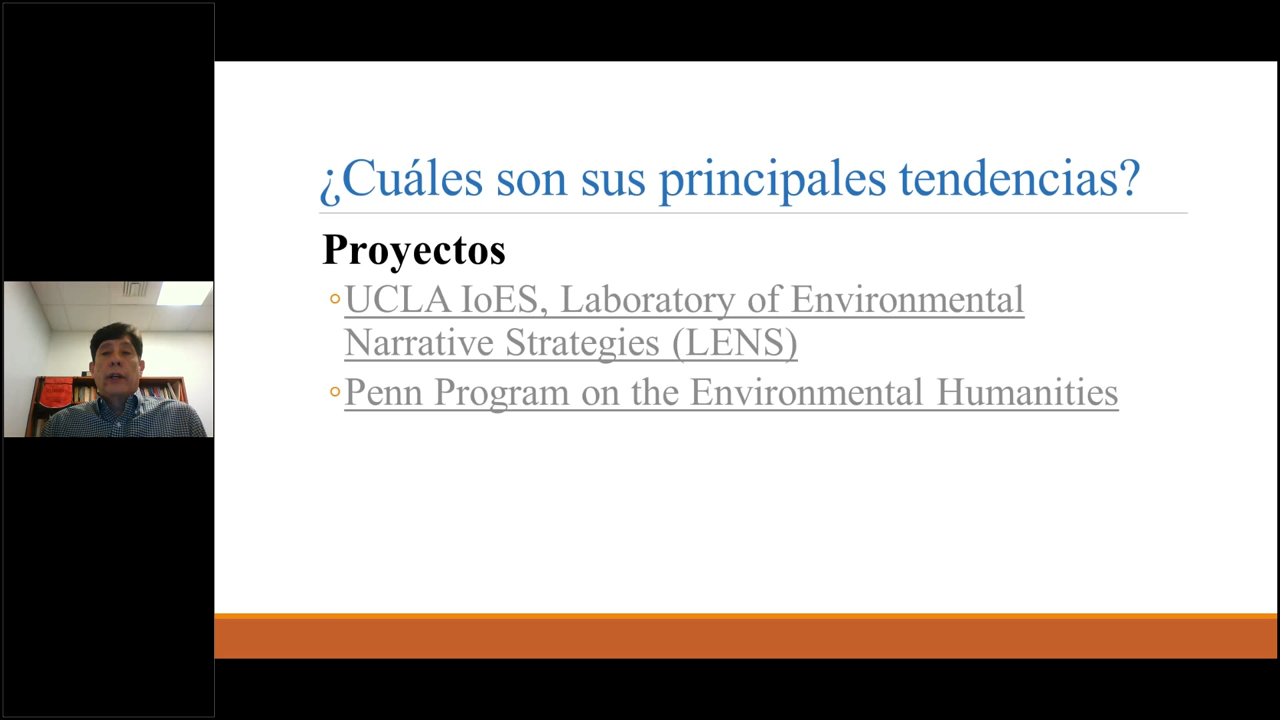 ¿Cuáles son sus principales tendencias?
Proyectos
◦UCLA IoES, Laboratory of Environmental
Narrative Strategies (LENS)
◦Penn Program on the Environmental Humanities